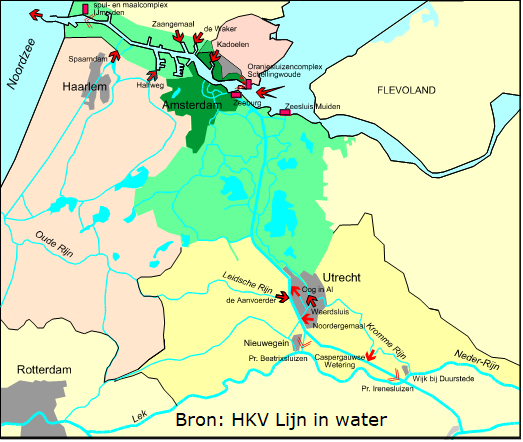 spui- en maalcomplex
IJmuiden
Zaangemaal
de Waker
Kadoelen
Noordzee
Spaarndam
Oranjesluizencomplex
Schellingwoude
Halfweg
Haarlem
Amsterdam
Zeeburg
Zeesluis Muiden
FLEVOLAND
Oude Rijn
Leidsche Rijn
Utrecht
Oog in Al
de Aanvoerder
Weerdsluis
Noordergemaal
Kromme Rijn
Nieuwegein
Pr. Beatrixsluizen
Caspergauwse
Wetering
Neder-Rijn
Wijk bij Duurstede
Pr. Irenesluizen
Rotterdam
Lek
Bron: HKV Lijn in water